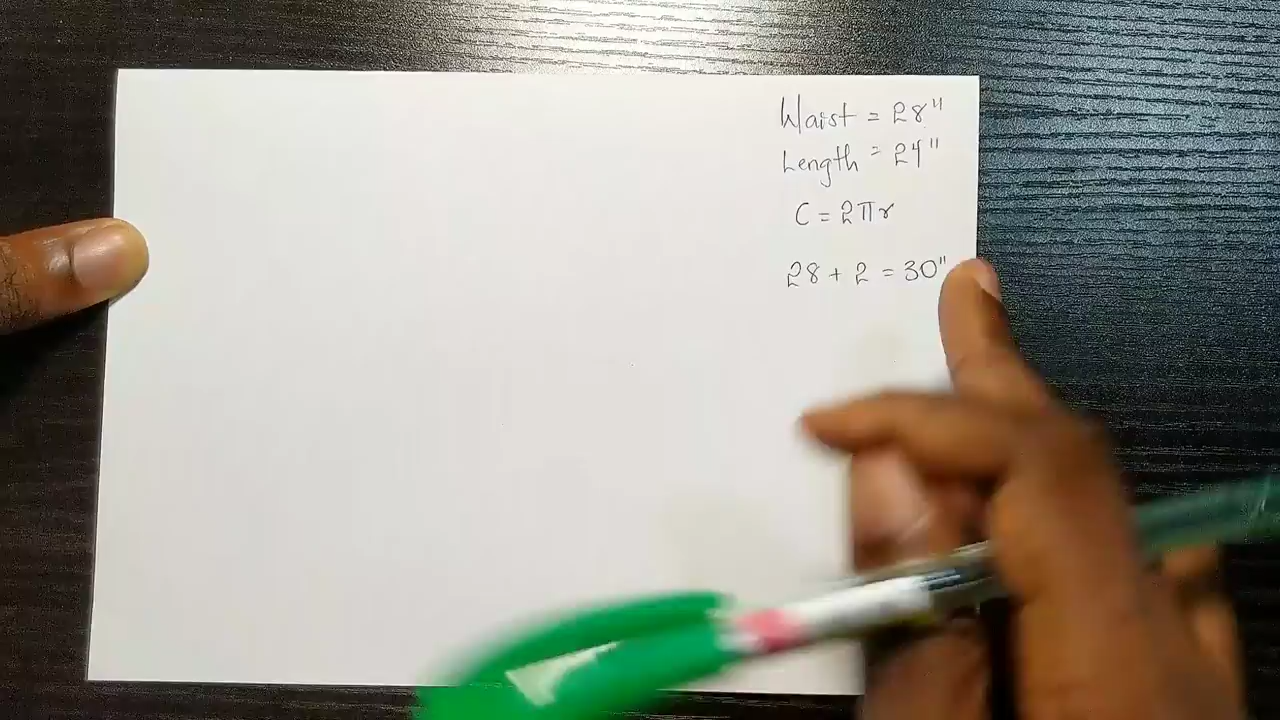 Waist = 28"
Length = 24"
C = 2πr
28 + 2 = 30"